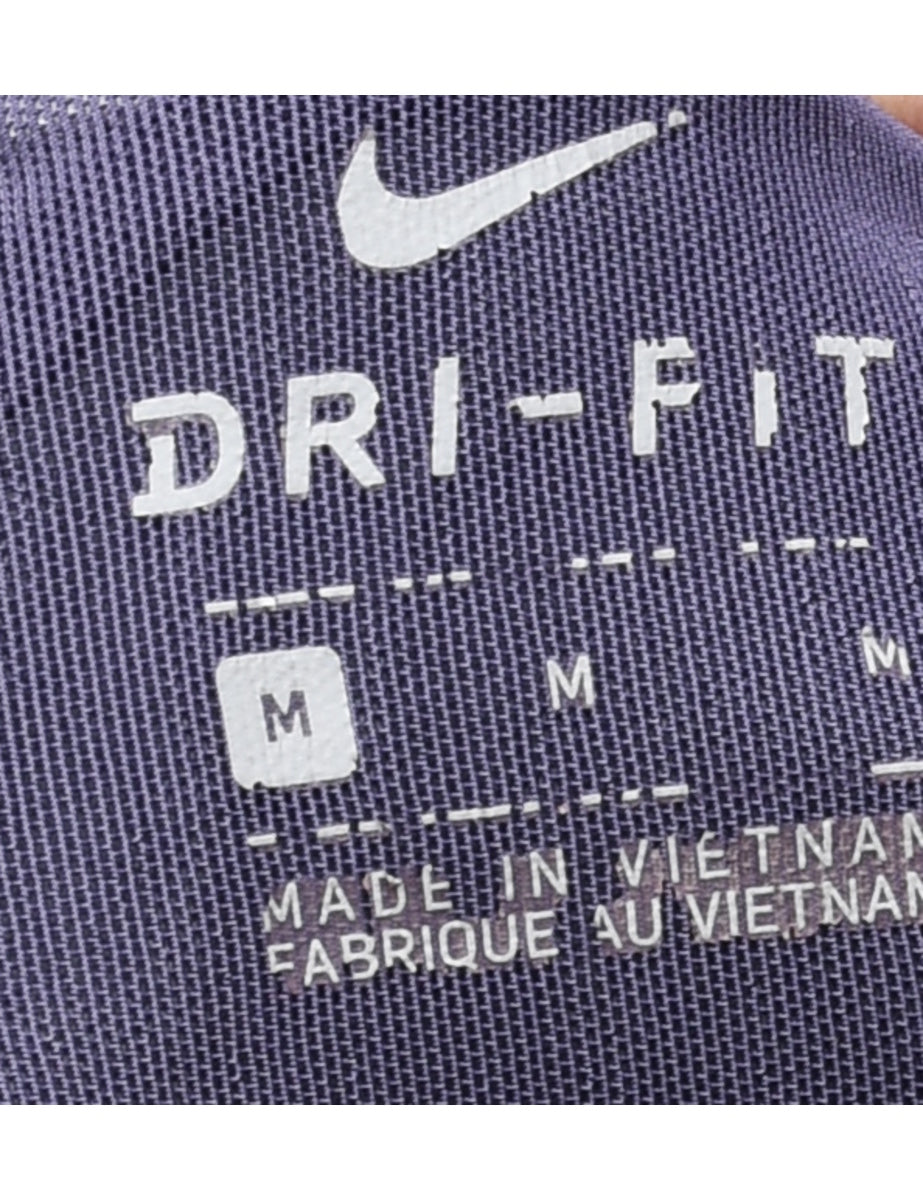 DRI-FIT
M M M
MADE IN VIETNAM
FABRIQUE AU VIETNAM